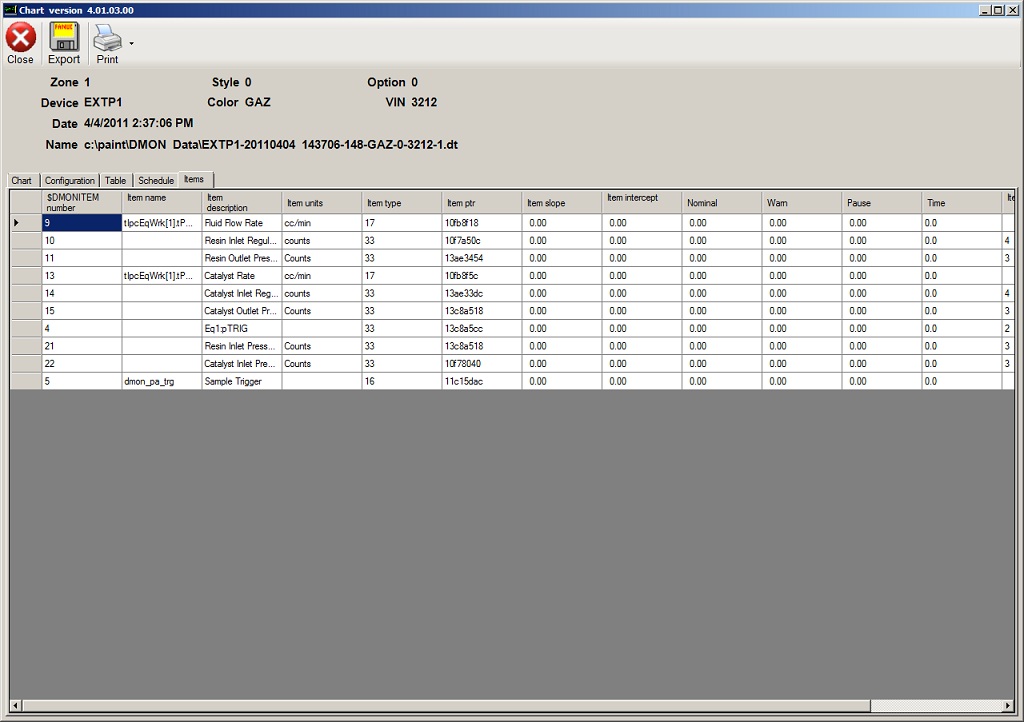 Chart version 4.01.03.00
FANUC
Close Export Print
Zone 1 Style 0 Option 0
Device EXTP1 Color GAZ VIN 3212
Date 4/4/2011 2:37:06 PM
Name c:\paint\DMON Data\EXTP1-20110404 143706-148-GAZ-0-3212-1.dt
Chart Configuration Table Schedule Items
$DMONITEM number Item name Item description Item units Item type Item ptr Item slope Item intercept Nominal Warn Pause Time Ite
9 tIpcEqWrk[1].tP... Fluid Flow Rate cc/min 17 10fb8f18 0.00 0.00 0.00 0.00 0.00 0.0
10 Resin Inlet Regul... counts 33 10f7a50c 0.00 0.00 0.00 0.00 0.00 0.0 4
11 Resin Outlet Pres... Counts 33 13ae3454 0.00 0.00 0.00 0.00 0.00 0.0 3
13 tIpcEqWrk[1].tP... Catalyst Rate cc/min 17 10fb8f5c 0.00 0.00 0.00 0.00 0.00 0.0
14 Catalyst Inlet Reg... counts 33 13ae33dc 0.00 0.00 0.00 0.00 0.00 0.0 4
15 Catalyst Outlet Pr... Counts 33 13c8a518 0.00 0.00 0.00 0.00 0.00 0.0 3
4 Eq1:pTRIG 33 13c8a5cc 0.00 0.00 0.00 0.00 0.00 0.0 2
21 Resin Inlet Press... Counts 33 13c8a518 0.00 0.00 0.00 0.00 0.00 0.0 3
22 Catalyst Inlet Pre... Counts 33 10f78040 0.00 0.00 0.00 0.00 0.00 0.0 3
5 dmon_pa_trg Sample Trigger 16 11c15dac 0.00 0.00 0.00 0.00 0.00 0.0